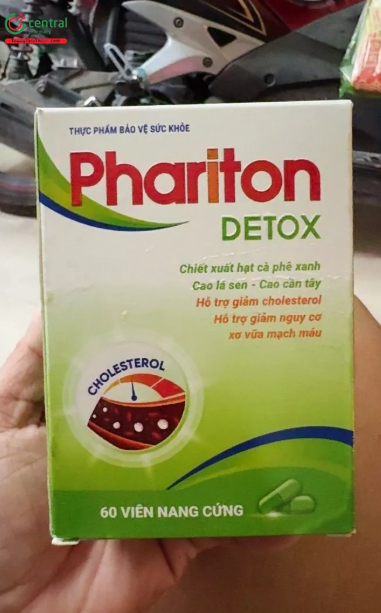 central
THỰC PHẨM BẢO VỆ SỨC KHỎE
Phariton
DETOX
Chiết xuất hạt cà phê xanh
Cao lá sen - Cao cần tây
Hỗ trợ giảm cholesterol
Hỗ trợ giảm nguy cơ
xơ vữa mạch máu
CHOLESTEROL
60 VIÊN NANG CỨNG